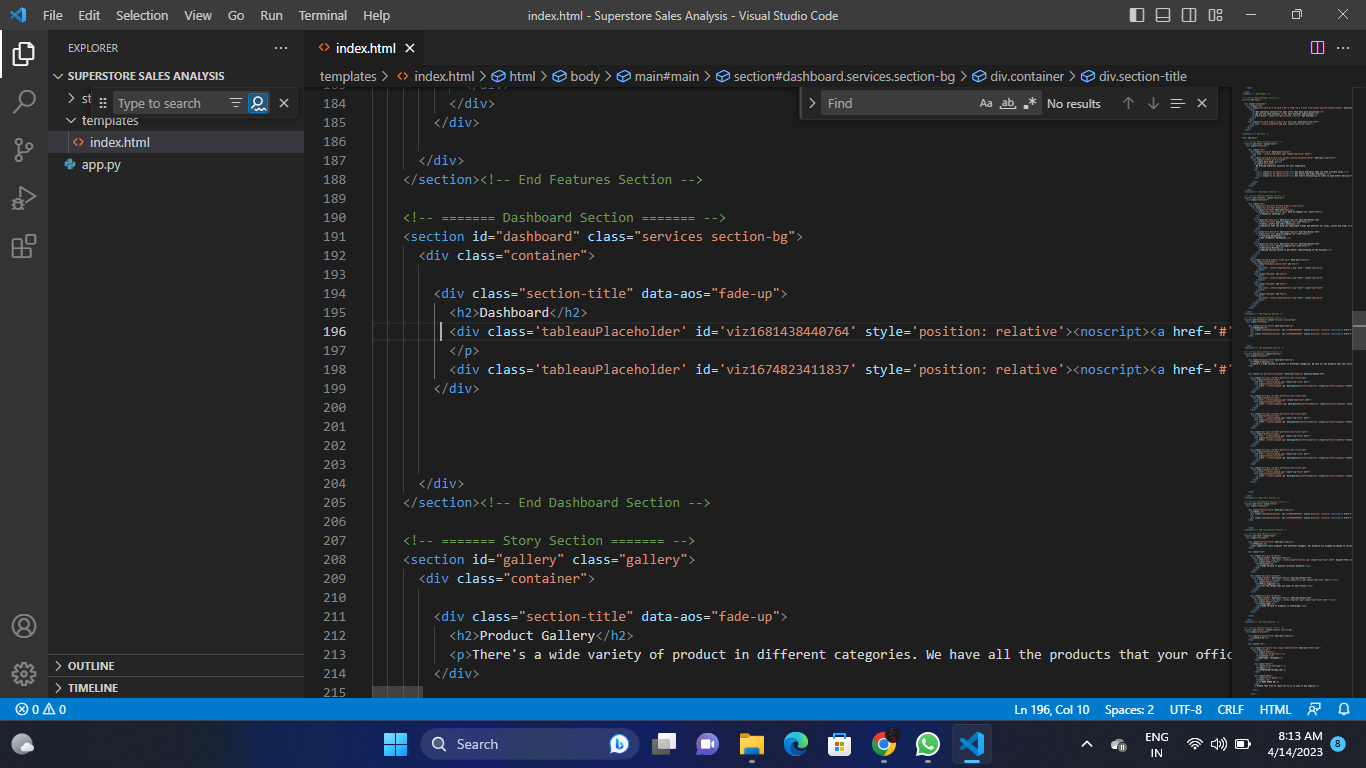 File Edit Selection View Go Run Terminal Help index.html - Superstore Sales Analysis - Visual Studio Code
EXPLORER
index.html
SUPERSTORE SALES ANALYSIS
templates > index.html > html > body > main#main > section#dashboard.services.section-bg > div.container > div.section-title
st
Type to search
templates
index.html
app.py
Find
Aa ab .*
No results
184 </div>
185 </div>
186
187 </div>
188 </section><!-- End Features Section -->
189
190 <!-- ======= Dashboard Section ======= -->
191 <section id="dashboard" class="services section-bg">
192 <div class="container">
193
194 <div class="section-title" data-aos="fade-up">
195 <h2>Dashboard</h2>
196 <div class='tableauPlaceholder' id='viz1681438440764' style='position: relative'><noscript><a href='#'
197 </p>
198 <div class='tableauPlaceholder' id='viz1674823411837' style='position: relative'><noscript><a href='#'
199 </div>
200
201
202
203
204 </div>
205 </section><!-- End Dashboard Section -->
206
207 <!-- ======= Story Section ======= -->
208 <section id="gallery" class="gallery">
209 <div class="container">
210
211 <div class="section-title" data-aos="fade-up">
212 <h2>Product Gallery</h2>
213 <p>There's a wide variety of product in different categories. We have all the products that your offic
214 </div>
215
OUTLINE
TIMELINE
0 0
Ln 196, Col 10 Spaces: 2 UTF-8 CRLF HTML
Search
ENG
IN
8:13 AM
4/14/2023
8